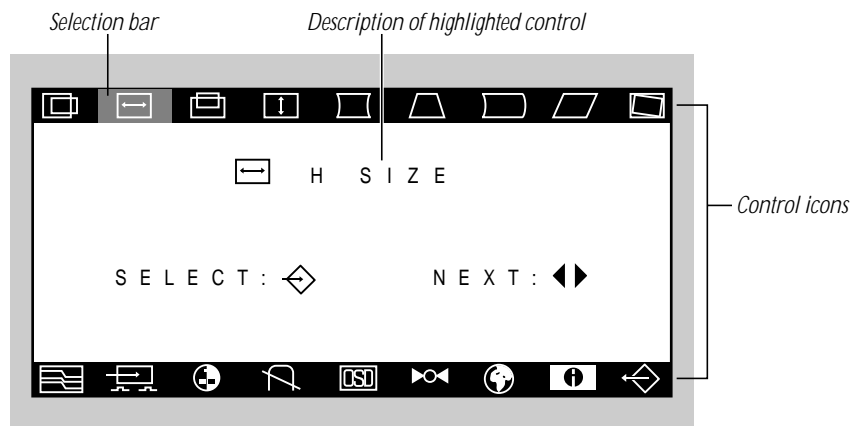 Selection bar
Description of highlighted control
H SIZE
Control icons
SELECT:
NEXT:
OSD